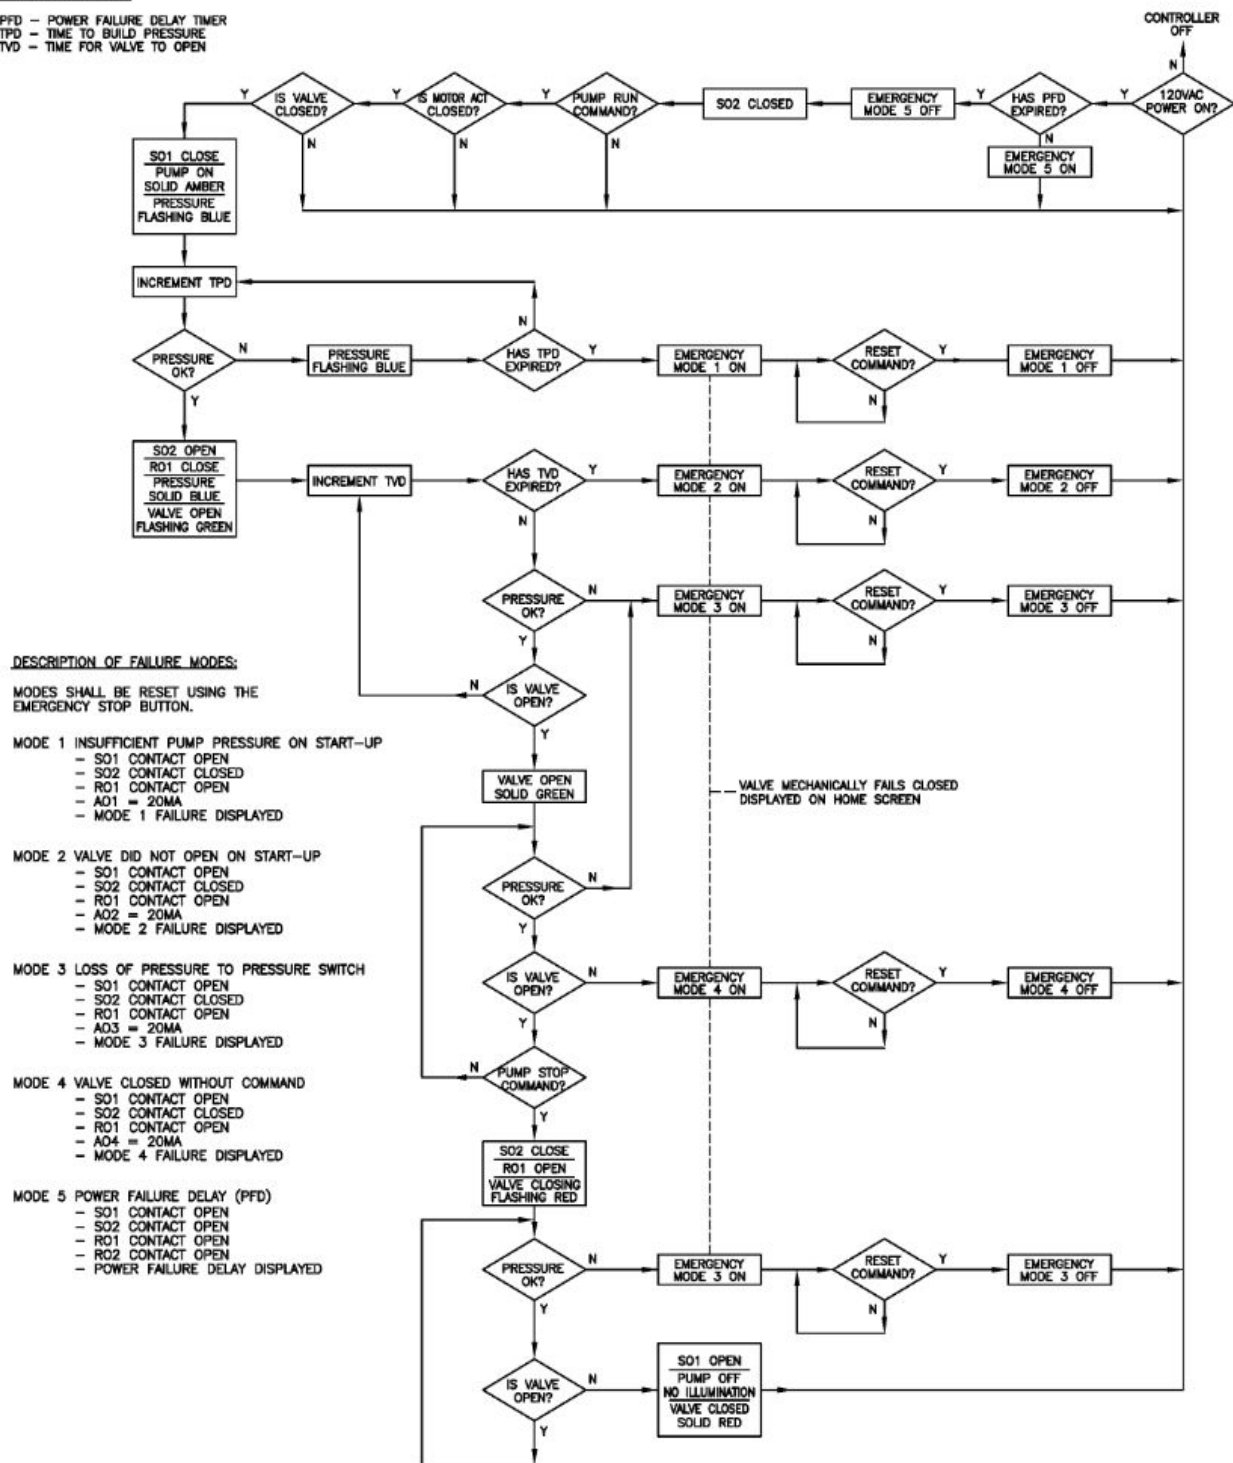 PFD – POWER FAILURE DELAY TIMER
TPD – TIME TO BUILD PRESSURE
TVD – TIME FOR VALVE TO OPEN
CONTROLLER
OFF
N
120VAC
POWER ON?
Y
HAS PFD
EXPIRED?
Y
N
EMERGENCY
MODE 5 ON
EMERGENCY
MODE 5 OFF
SO2 CLOSED
PUMP RUN
COMMAND?
Y
N
IS MOTOR ACT
CLOSED?
Y
N
IS VALVE
CLOSED?
Y
N
SO1 CLOSE
PUMP ON
SOLID AMBER
PRESSURE
FLASHING BLUE
INCREMENT TPD
PRESSURE
OK?
N
Y
PRESSURE
FLASHING BLUE
HAS TPD
EXPIRED?
N
Y
EMERGENCY
MODE 1 ON
RESET
COMMAND?
Y
N
EMERGENCY
MODE 1 OFF
SO2 OPEN
RO1 CLOSE
PRESSURE
SOLID BLUE
VALVE OPEN
FLASHING GREEN
INCREMENT TVD
HAS TVD
EXPIRED?
Y
N
EMERGENCY
MODE 2 ON
RESET
COMMAND?
Y
N
EMERGENCY
MODE 2 OFF
PRESSURE
OK?
N
Y
EMERGENCY
MODE 3 ON
RESET
COMMAND?
Y
N
EMERGENCY
MODE 3 OFF
IS VALVE
OPEN?
N
Y
VALVE OPEN
SOLID GREEN
VALVE MECHANICALLY FAILS CLOSED
DISPLAYED ON HOME SCREEN
PRESSURE
OK?
N
Y
IS VALVE
OPEN?
N
Y
EMERGENCY
MODE 4 ON
RESET
COMMAND?
Y
N
EMERGENCY
MODE 4 OFF
PUMP STOP
COMMAND?
N
Y
SO2 CLOSE
RO1 OPEN
VALVE CLOSING
FLASHING RED
PRESSURE
OK?
N
Y
EMERGENCY
MODE 3 ON
RESET
COMMAND?
Y
N
EMERGENCY
MODE 3 OFF
IS VALVE
OPEN?
N
Y
SO1 OPEN
PUMP OFF
NO ILLUMINATION
VALVE CLOSED
SOLID RED
DESCRIPTION OF FAILURE MODES:
MODES SHALL BE RESET USING THE
EMERGENCY STOP BUTTON.
MODE 1 INSUFFICIENT PUMP PRESSURE ON START–UP
– SO1 CONTACT OPEN
– SO2 CONTACT CLOSED
– RO1 CONTACT OPEN
– AO1 = 20MA
– MODE 1 FAILURE DISPLAYED
MODE 2 VALVE DID NOT OPEN ON START–UP
– SO1 CONTACT OPEN
– SO2 CONTACT CLOSED
– RO1 CONTACT OPEN
– AO2 = 20MA
– MODE 2 FAILURE DISPLAYED
MODE 3 LOSS OF PRESSURE TO PRESSURE SWITCH
– SO1 CONTACT OPEN
– SO2 CONTACT CLOSED
– RO1 CONTACT OPEN
– AO3 = 20MA
– MODE 3 FAILURE DISPLAYED
MODE 4 VALVE CLOSED WITHOUT COMMAND
– SO1 CONTACT OPEN
– SO2 CONTACT CLOSED
– RO1 CONTACT OPEN
– AO4 = 20MA
– MODE 4 FAILURE DISPLAYED
MODE 5 POWER FAILURE DELAY (PFD)
– SO1 CONTACT OPEN
– SO2 CONTACT OPEN
– RO1 CONTACT OPEN
– RO2 CONTACT OPEN
– POWER FAILURE DELAY DISPLAYED